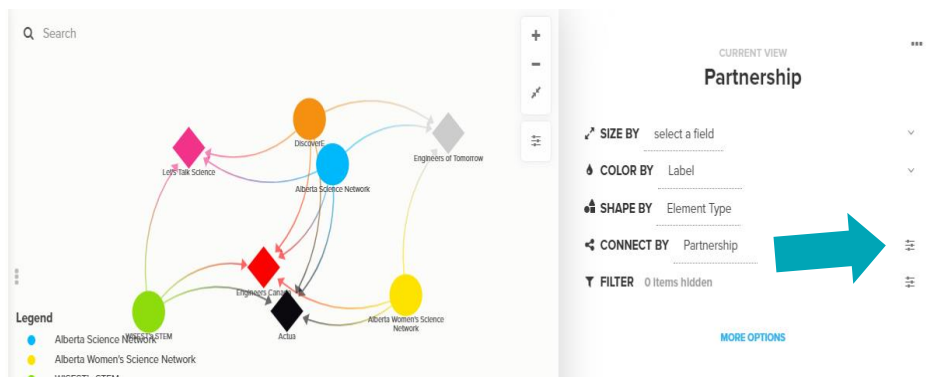 Search
DiscoverE
Let's Talk Science
Engineers of Tomorrow
Alberta Science Network
Engineers Canada
WISEST's STEM
Actua
Alberta Women's Science
Network
Legend
Alberta Science Network
Alberta Women's Science Network
CURRENT VIEW
Partnership
SIZE BY select a field
COLOR BY Label
SHAPE BY Element Type
CONNECT BY Partnership
FILTER 0 items hidden
MORE OPTIONS